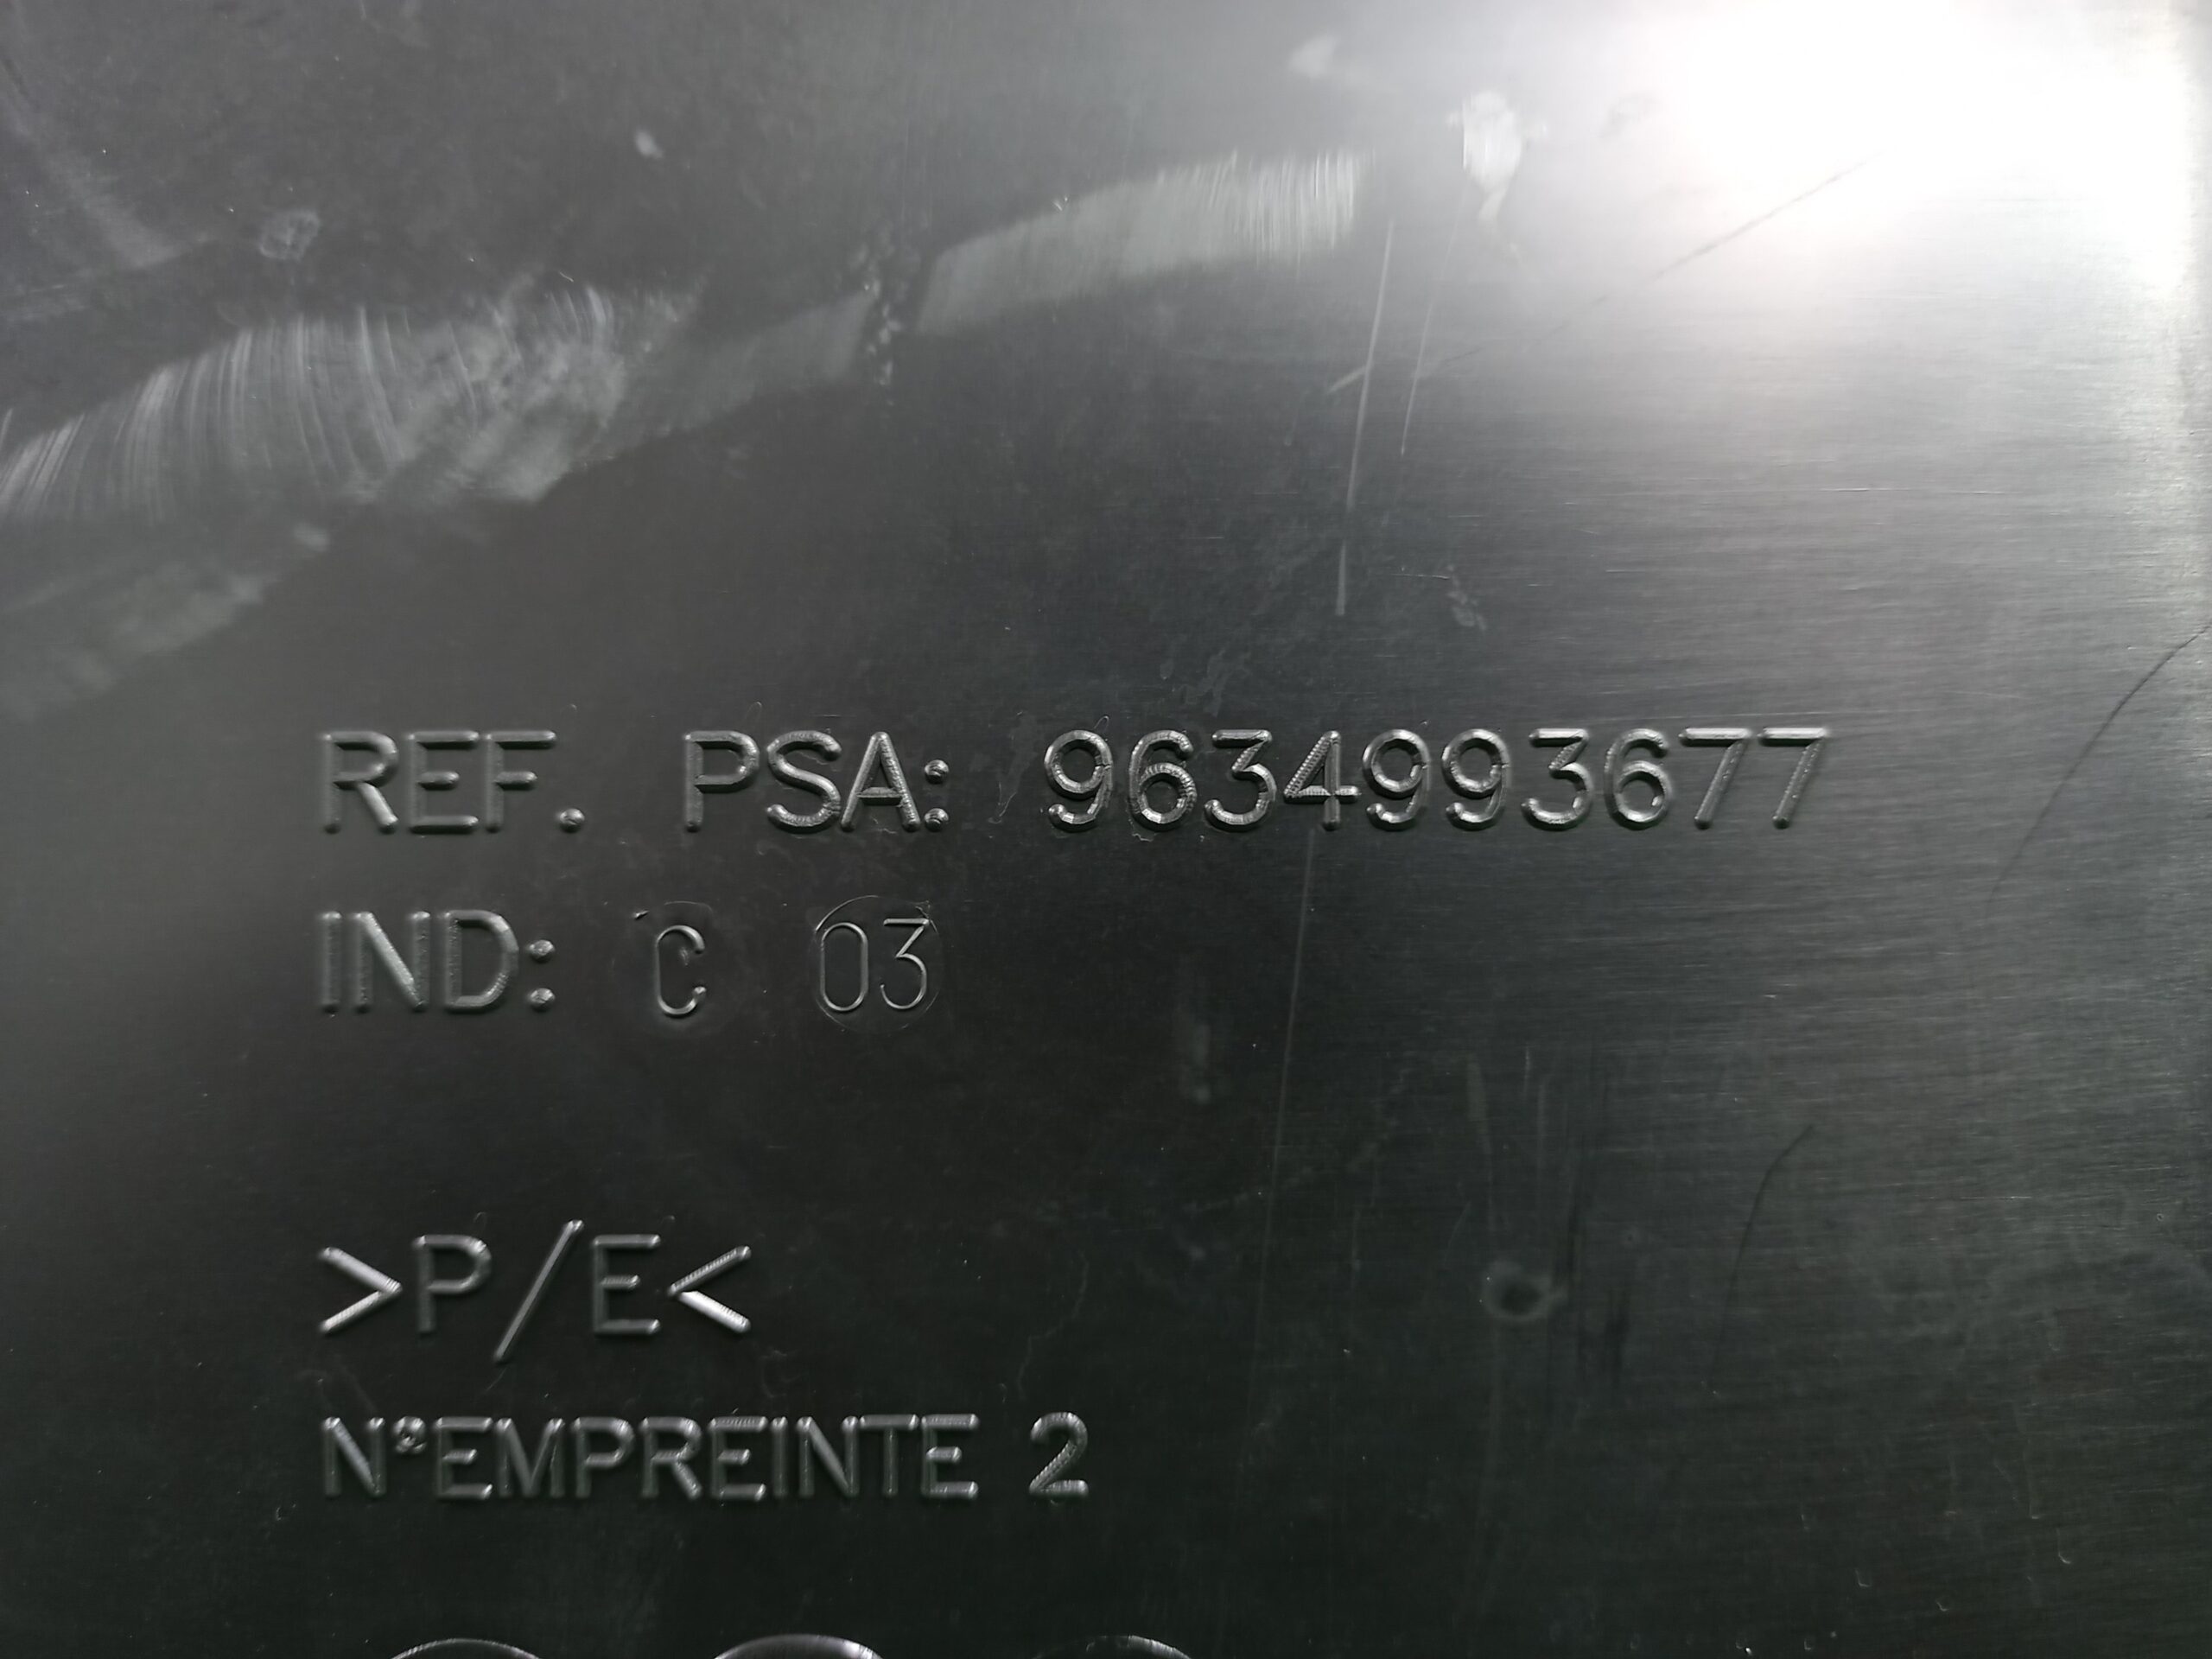 REF. PSA: 9634993677
IND: C 03
>P/E<
N°EMPREINTE 2